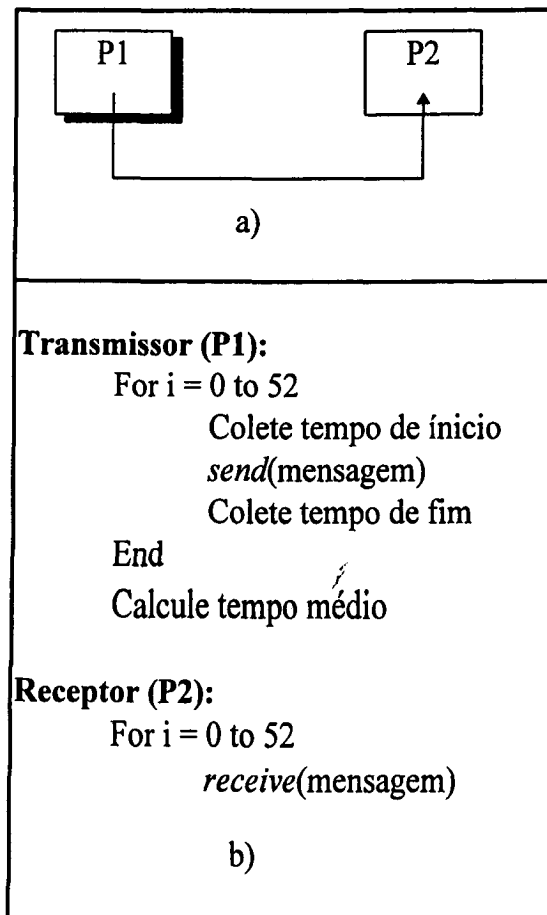 P1 P2
a)
Transmissor (P1):
For i = 0 to 52
Colete tempo de ínicio
send(mensagem)
Colete tempo de fim
End
Calcule tempo médio
Receptor (P2):
For i = 0 to 52
receive(mensagem)
b)